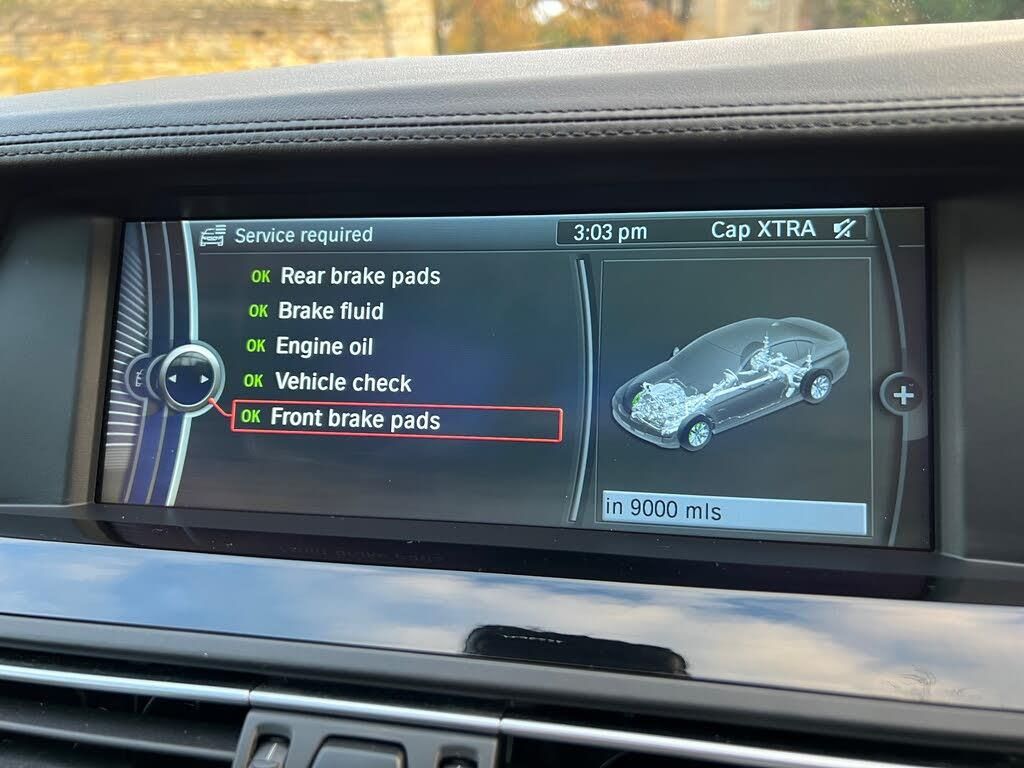 Service required
3:03 pm
Cap XTRA
OK Rear brake pads
OK Brake fluid
OK Engine oil
OK Vehicle check
OK Front brake pads
in 9000 mls